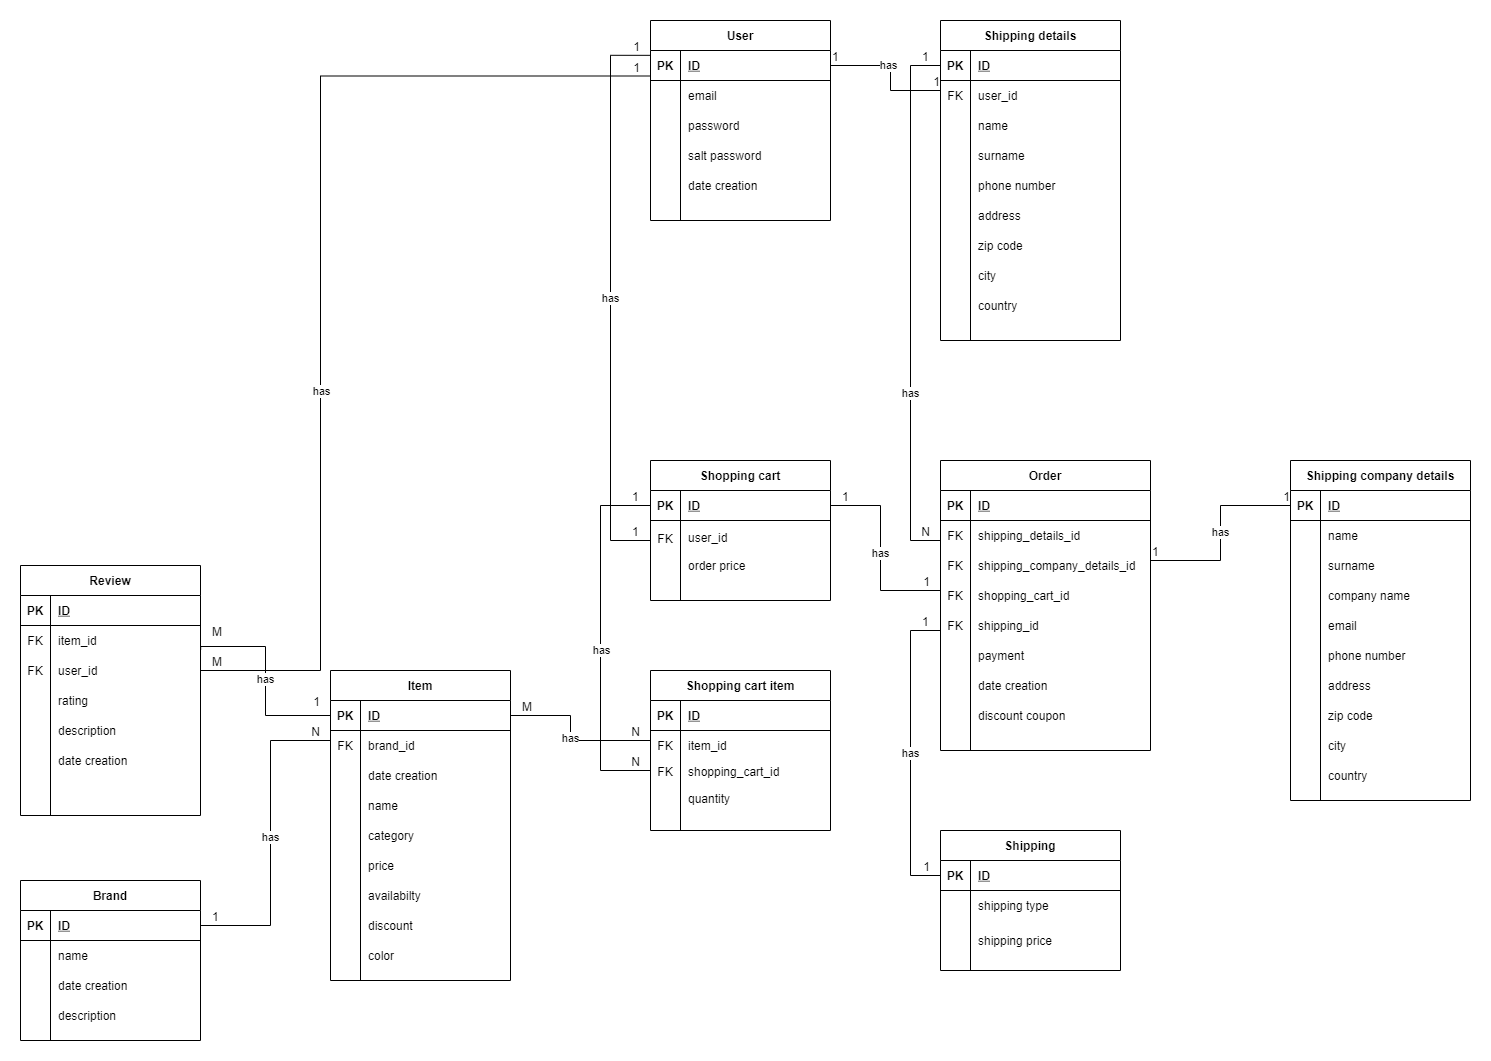 User
PK ID
email
password
salt password
date creation
1
1
1
has
1
Shipping details
PK ID
FK user_id
name
surname
phone number
address
zip code
city
country
1
has
has
has
Shopping cart
PK ID
FK user_id
order price
1
1
1
has
1
N
Order
PK ID
FK shipping_details_id
FK shipping_company_details_id
FK shopping_cart_id
FK shipping_id
payment
date creation
discount coupon
1
1
has
1
Shipping company details
PK ID
name
surname
company name
email
phone number
address
zip code
city
country
Review
PK ID
FK item_id
FK user_id
rating
description
date creation
M
M
has
1
N
Item
PK ID
FK brand_id
date creation
name
category
price
availabilty
discount
color
M
has
has
N
N
Shopping cart item
PK ID
FK item_id
FK shopping_cart_id
quantity
has
1
Shipping
PK ID
shipping type
shipping price
has
1
Brand
PK ID
name
date creation
description